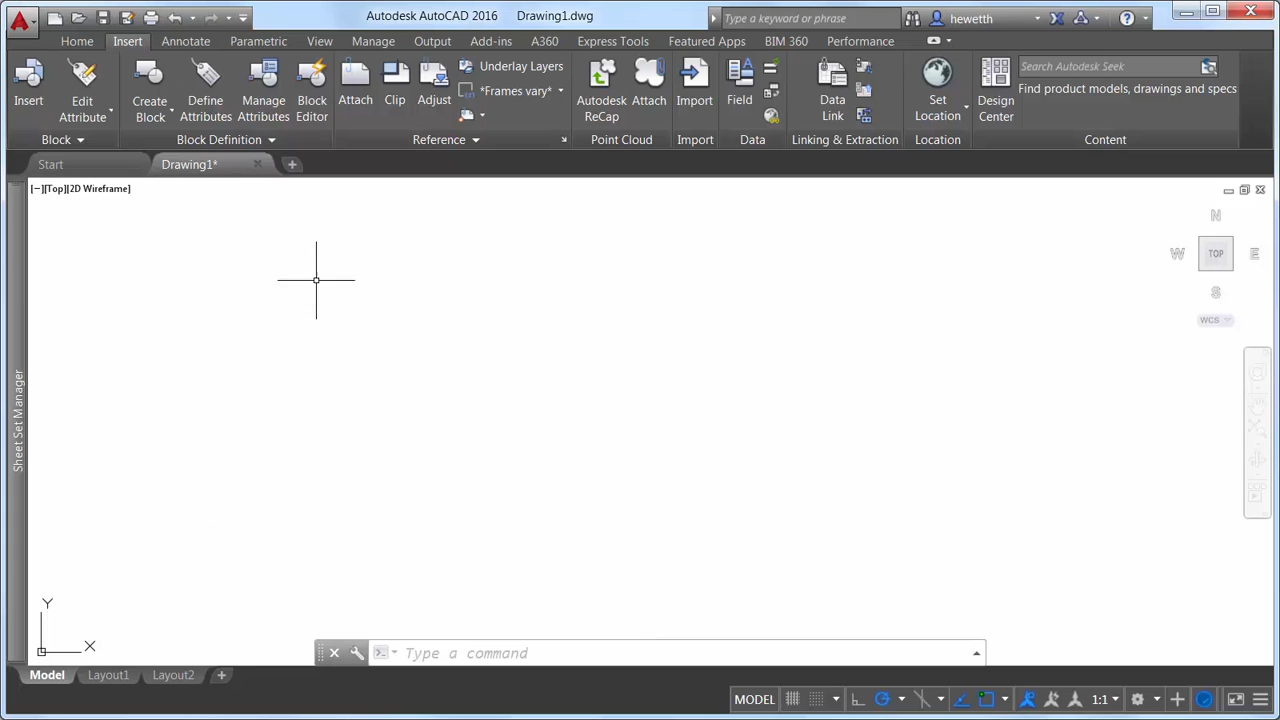 Autodesk AutoCAD 2016 Drawing1.dwg
Type a keyword or phrase
hewetth
Home Insert Annotate Parametric View Manage Output Add-ins A360 Express Tools Featured Apps BIM 360 Performance
Insert
Edit
Attribute
Create
Block
Define
Attributes
Manage
Attributes
Block
Editor
Attach
Clip
Adjust
Underlay Layers
*Frames vary*
Autodesk
ReCap
Attach
Import
Field
Data
Link
Set
Location
Design
Center
Search Autodesk Seek
Find product models, drawings and specs
Block Block Definition Reference Point Cloud Import Data Linking & Extraction Location Content
Start Drawing1*
[−][Top][2D Wireframe]
N
W TOP E
S
WCS
Sheet Set Manager
Y
X
Type a command
Model Layout1 Layout2
MODEL 1:1